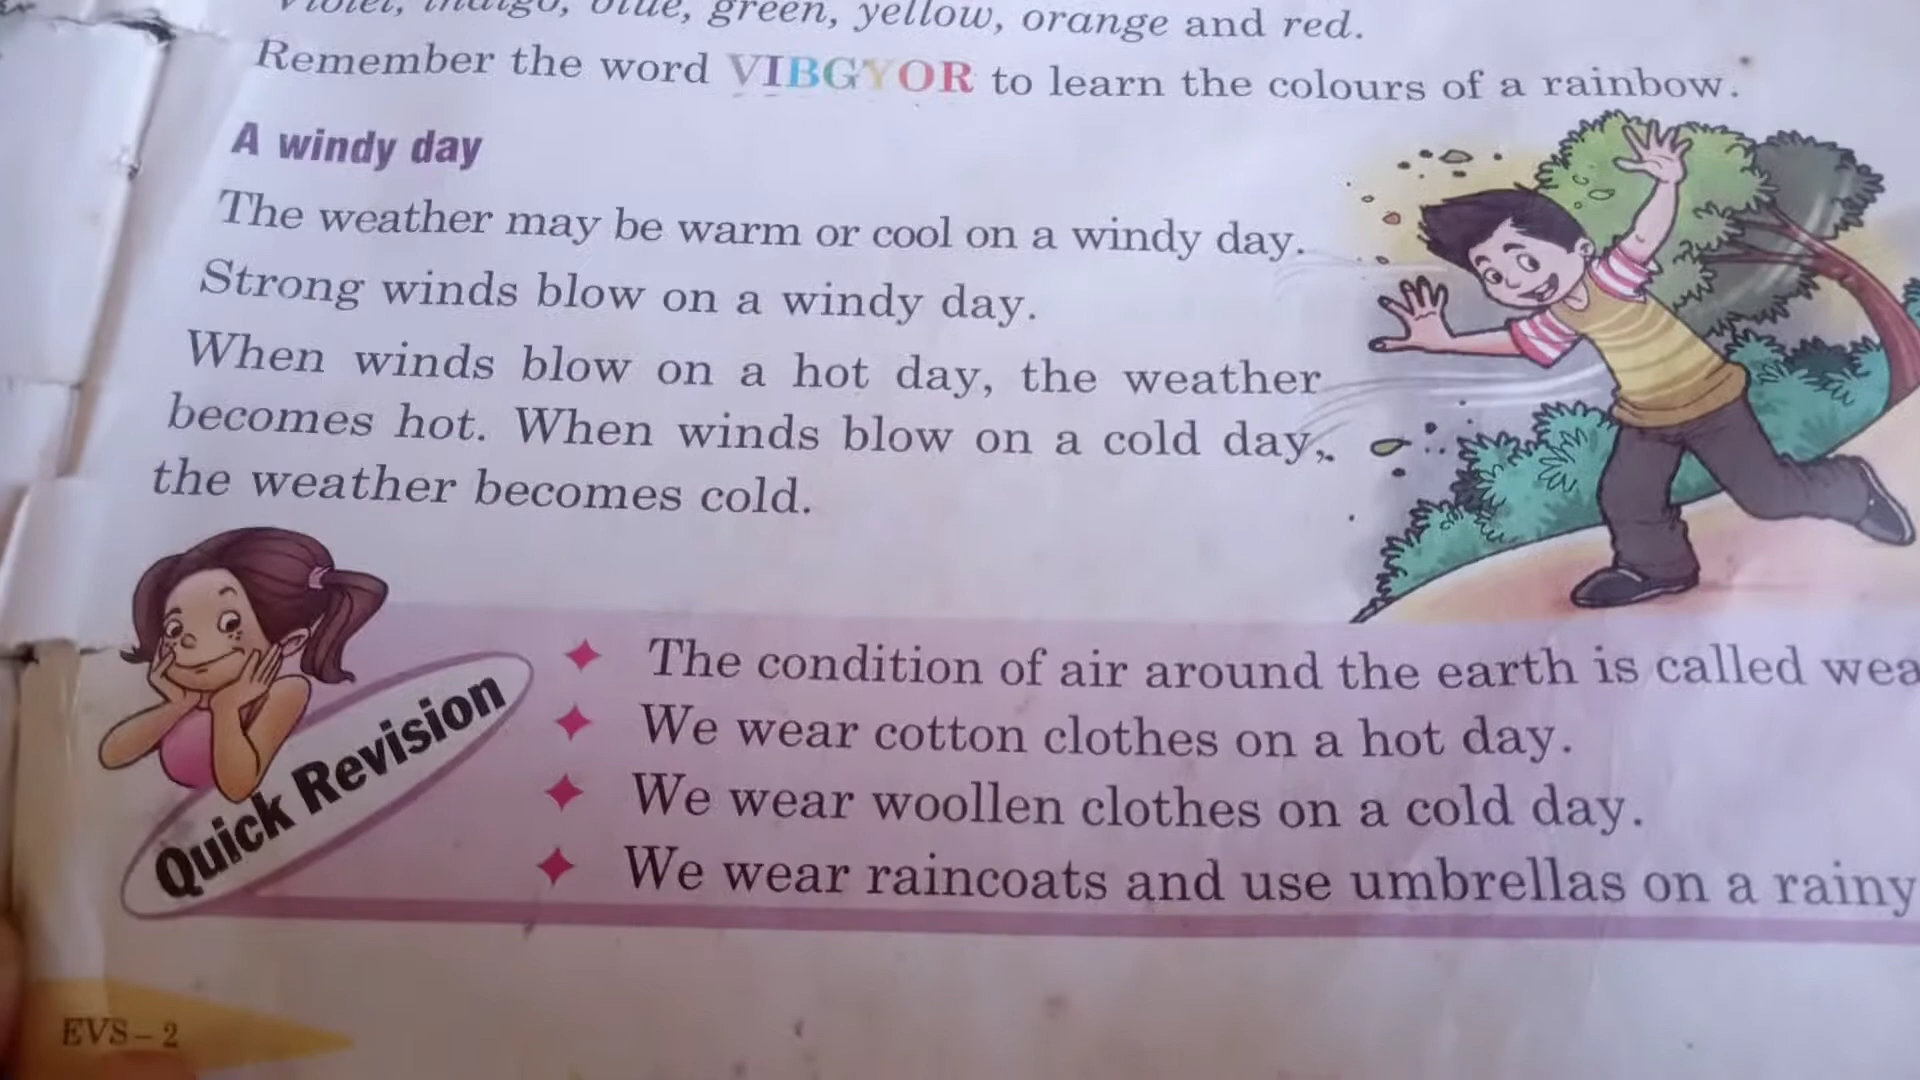 Violet, indigo, blue, green, yellow, orange and red.
Remember the word VIBGYOR to learn the colours of a rainbow.
A windy day
The weather may be warm or cool on a windy day.
Strong winds blow on a windy day.
When winds blow on a hot day, the weather
becomes hot. When winds blow on a cold day,
the weather becomes cold.
Quick Revision
The condition of air around the earth is called
We wear cotton clothes on a hot day.
We wear woollen clothes on a cold day.
We wear raincoats and use umbrellas on a rainy
EVS – 2